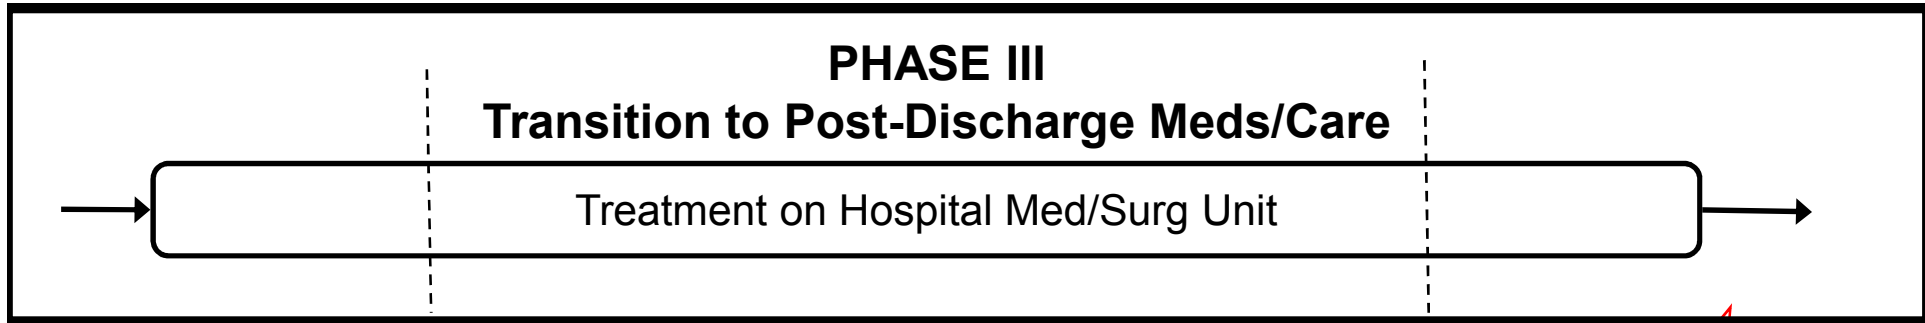 PHASE III
Transition to Post-Discharge Meds/Care
Treatment on Hospital Med/Surg Unit